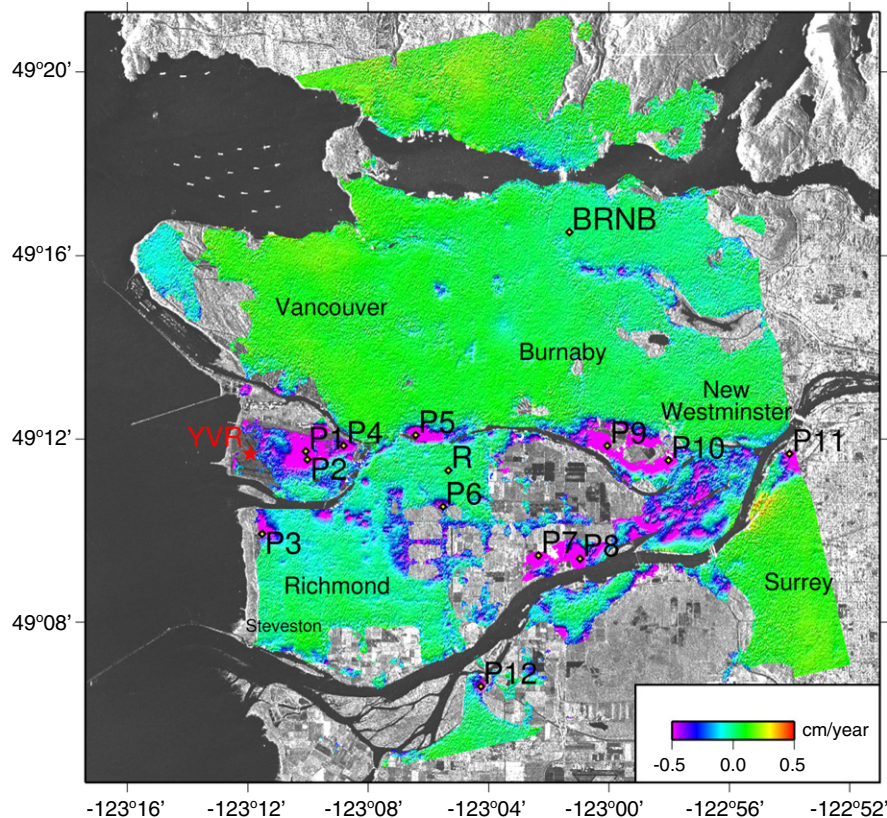 49°20'
BRNB
49°16'
Vancouver
Burnaby
New
Westminster
P5
P4
P1
P9
P11
49°12'
YVR
P2
R
P10
P6
P3
P7
P8
Richmond
Surrey
49°08'
Steveston
P12
cm/year
-0.5 0.0 0.5
-123°16' -123°12' -123°08' -123°04' -123°00' -122°56' -122°52'